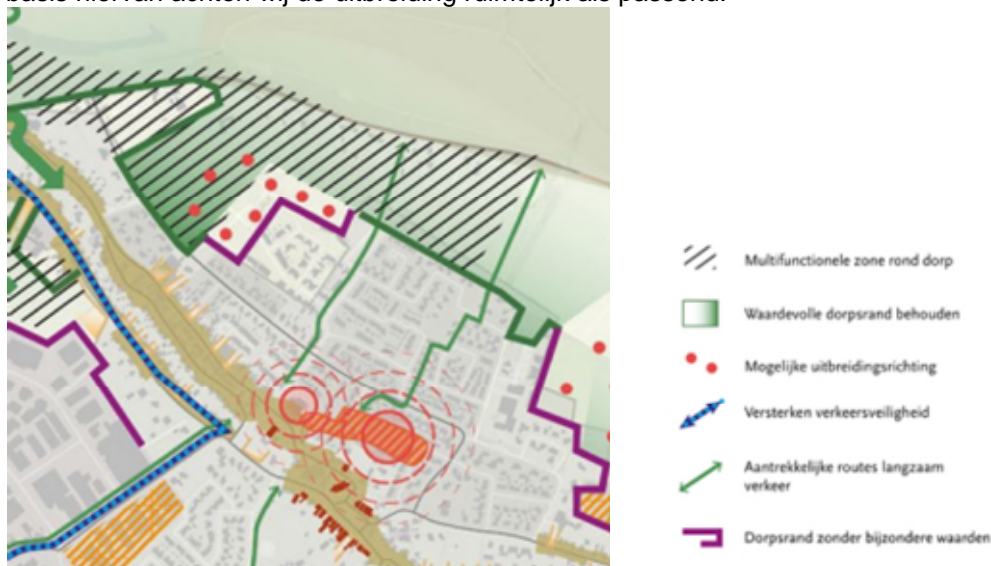 basis hiervan achten wij de uitbreiding ruimtelijk als passend.
Multifunctionele zone rond dorp
Waardevolle dorpsrand behouden
Mogelijke uitbreidingsrichting
Versterken verkeersveiligheid
Aantrekkelijke routes langzaam
verkeer
Dorpsrand zonder bijzondere waarden